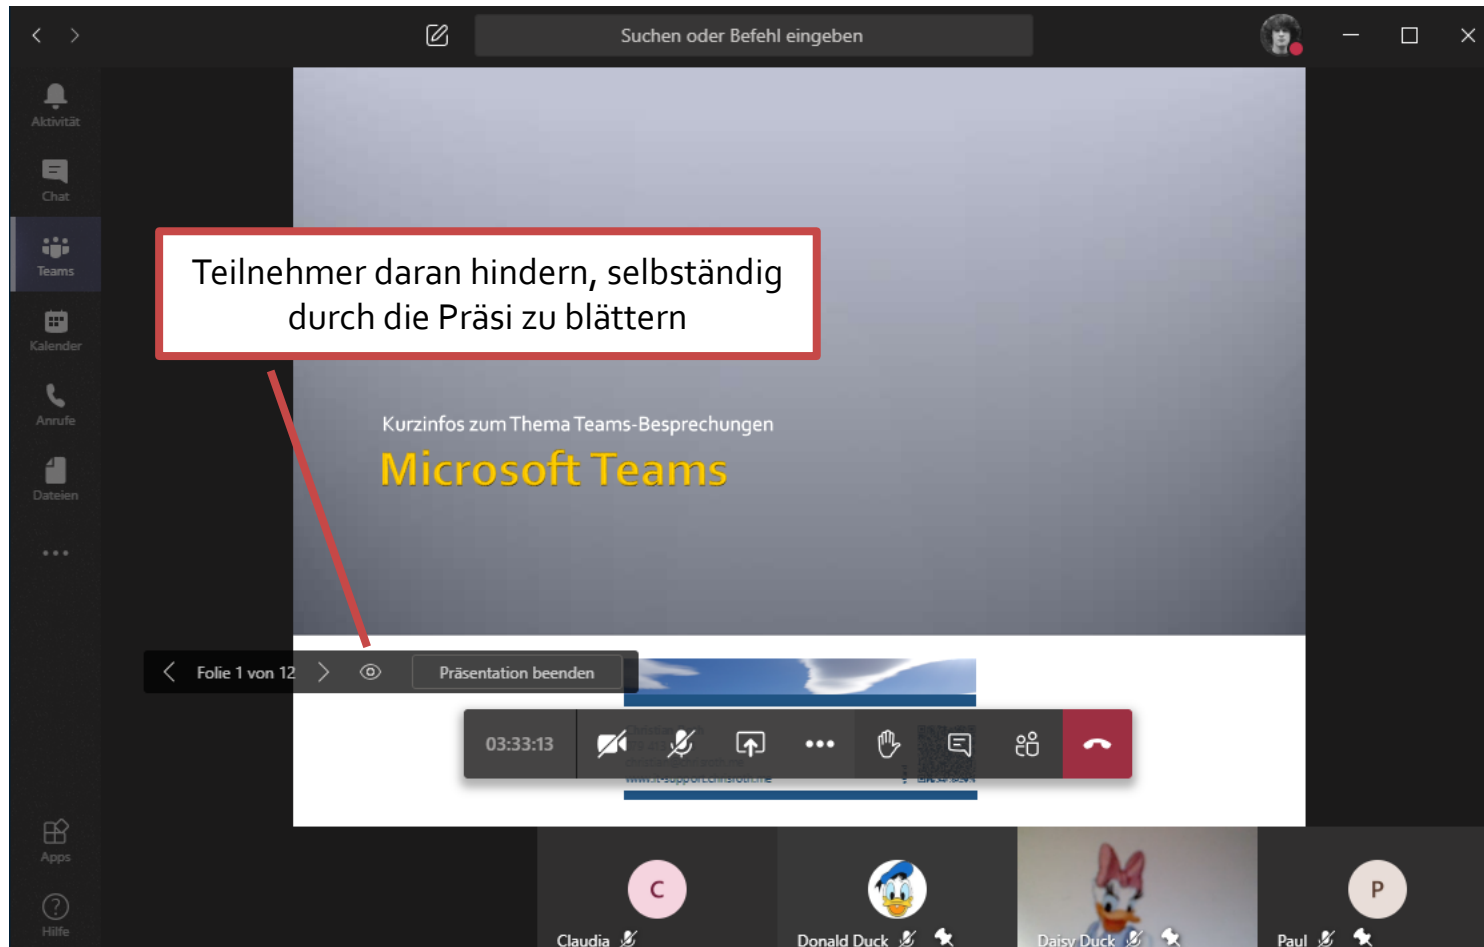 Suchen oder Befehl eingeben
Aktivität
Chat
Teams
Kalender
Anrufe
Dateien
Apps
Hilfe
Teilnehmer daran hindern, selbständig
durch die Präsi zu blättern
Kurzinfos zum Thema Teams-Besprechungen
Microsoft Teams
Folie 1 von 12
Präsentation beenden
03:33:13
C
P
Claudia
Donald Duck
Daisy Duck
Paul